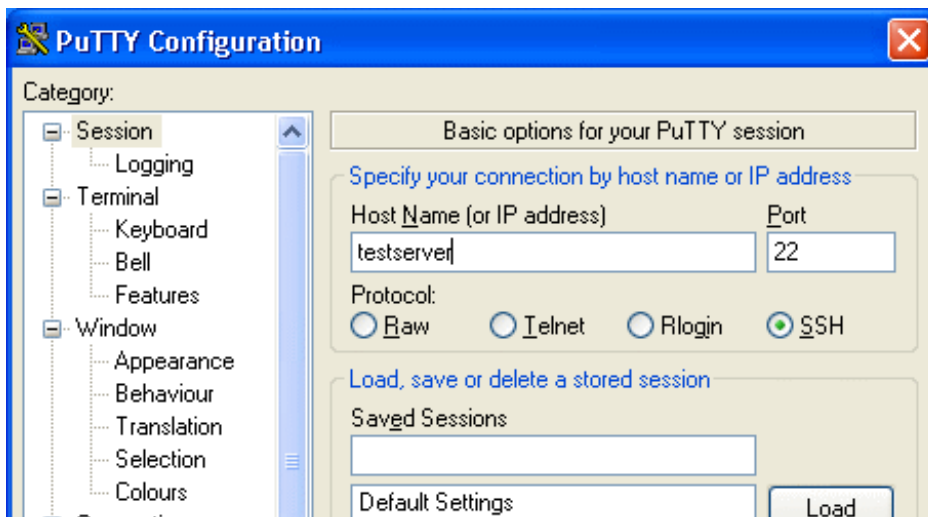 PuTTY Configuration
Category:
Session
Logging
Terminal
Keyboard
Bell
Features
Window
Appearance
Behaviour
Translation
Selection
Colours
Basic options for your PuTTY session
Specify your connection by host name or IP address
Host Name (or IP address) Port
testserver 22
Protocol:
Raw Telnet Rlogin SSH
Load, save or delete a stored session
Saved Sessions
Default Settings
Load